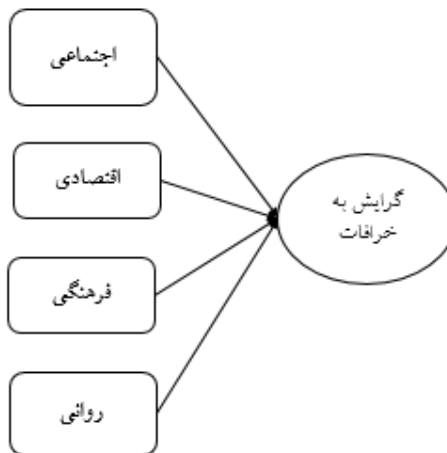 اجتماعی
اقتصادی
فرهنگی
روانی
گرایش به
خرافات